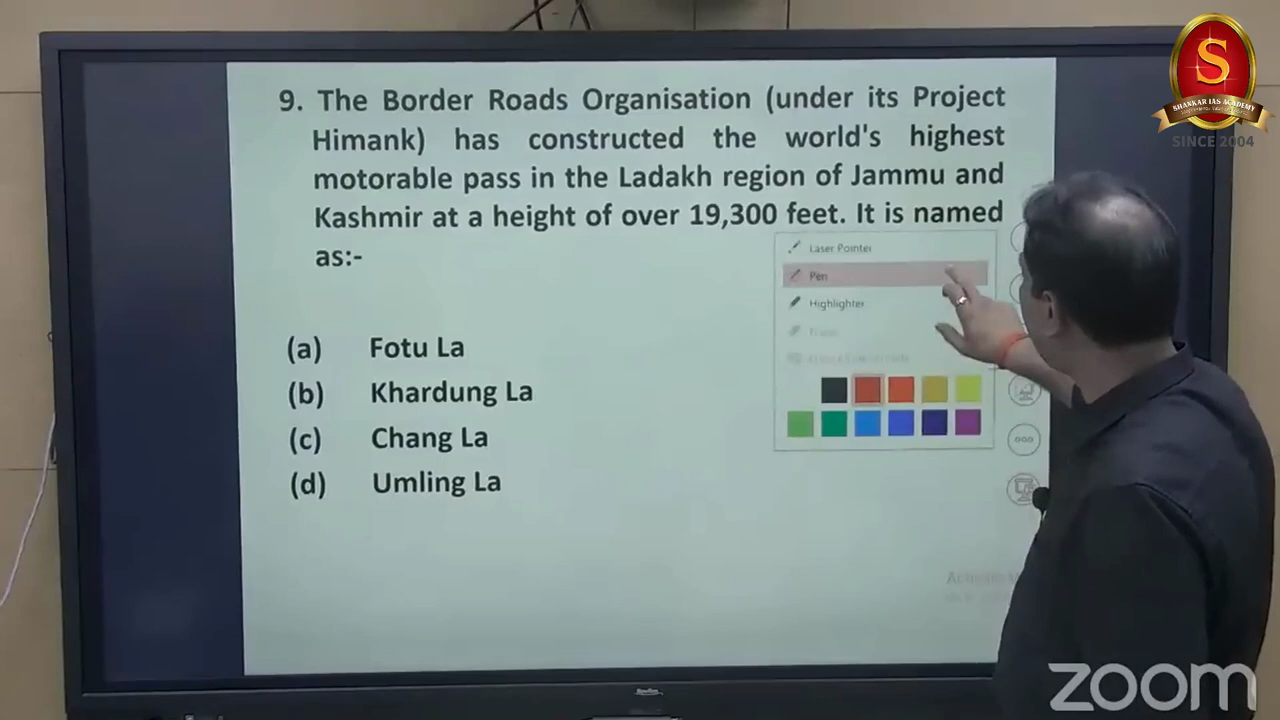 S
SHANKAR IAS ACADEMY
SINCE 2004
9. The Border Roads Organisation (under its Project
Himank) has constructed the world's highest
motorable pass in the Ladakh region of Jammu and
Kashmir at a height of over 19,300 feet. It is named
as:-
Laser Pointer
Pen
Highlighter
(a) Fotu La
(b) Khardung La
(c) Chang La
(d) Umling La
zoom